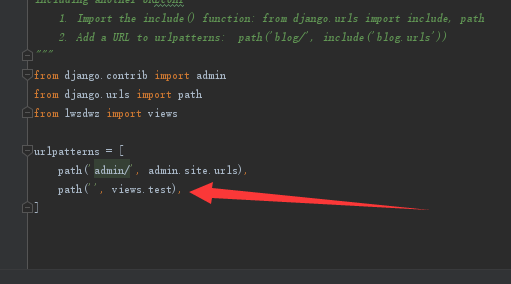 Including another URLconf
1. Import the include() function: from django.urls import include, path
2. Add a URL to urlpatterns:  path('blog/', include('blog.urls'))
"""
from django.contrib import admin
from django.urls import path
from lwzdwz import views
urlpatterns = [
path('admin/', admin.site.urls),
path('', views.test),
]